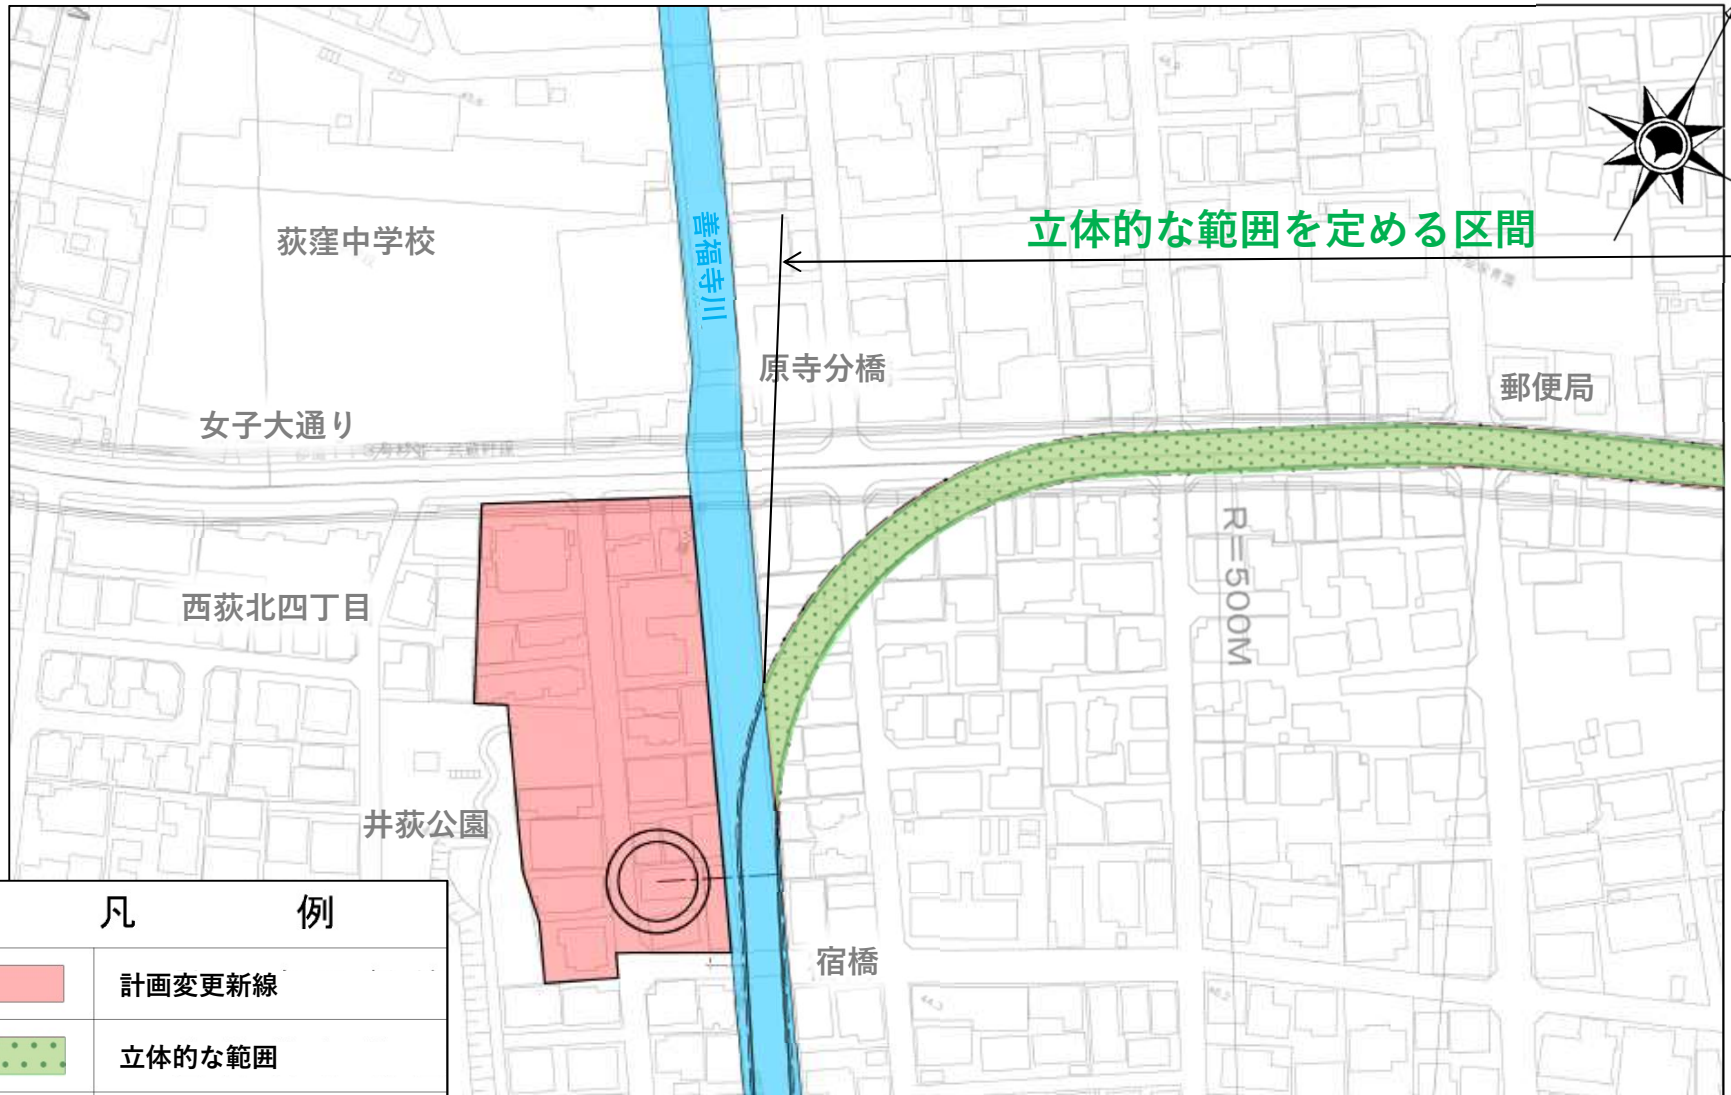 荻窪中学校
善福寺川
立体的な範囲を定める区間
原寺分橋
郵便局
女子大通り
西荻北四丁目
R=500M
井荻公園
宿橋
凡 例
計画変更新線
立体的な範囲